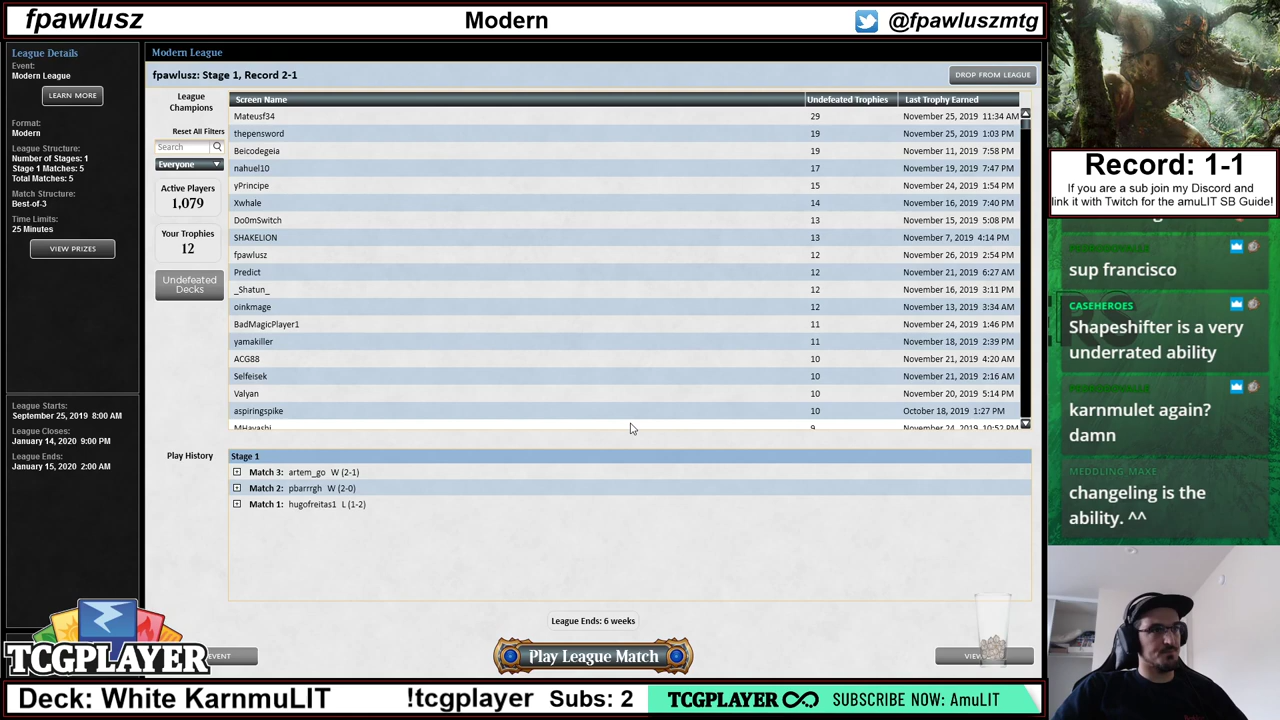 fpawlusz
Modern
@fpawluszmtg
League Details
Event:
Modern League
LEARN MORE
Format:
Modern
League Structure:
Number of Stages: 1
Stage 1 Matches: 5
Total Matches: 5
Match Structure:
Best-of-3
Time Limits:
25 Minutes
VIEW PRIZES
League Starts:
September 25, 2019 8:00 AM
League Closes:
January 14, 2020 9:00 PM
League Ends:
January 15, 2020 2:00 AM
Modern League
fpawlusz: Stage 1, Record 2-1
DROP FROM LEAGUE
League
Champions
Reset All Filters
Search
Everyone
Active Players
1,079
Your Trophies
12
Undefeated
Decks
Screen Name Undefeated Trophies Last Trophy Earned
Mateusf34 29 November 25, 2019 11:34 AM
thepensword 19 November 25, 2019 1:03 PM
Beicodegeia 19 November 11, 2019 7:58 PM
nahuel10 17 November 19, 2019 7:47 PM
yPrincipe 15 November 24, 2019 1:54 PM
Xwhale 14 November 16, 2019 7:40 PM
Do0mSwitch 13 November 15, 2019 5:08 PM
SHAKELION 13 November 7, 2019 4:14 PM
fpawlusz 12 November 26, 2019 2:54 PM
Predict 12 November 21, 2019 6:27 AM
_Shatun_ 12 November 16, 2019 3:11 PM
oinkmage 12 November 13, 2019 3:34 AM
BadMagicPlayer1 11 November 24, 2019 1:46 PM
yamakiller 11 November 18, 2019 2:39 PM
ACG88 10 November 21, 2019 4:20 AM
Selfeisek 10 November 21, 2019 2:16 AM
Valyan 10 November 20, 2019 5:14 PM
aspiringspike 10 October 18, 2019 1:27 PM
MHayashi 9 November 24, 2019 10:52 PM
Play History
Stage 1
Match 3: artem_go W (2-1)
Match 2: pbarrrgh W (2-0)
Match 1: hugofreitas1 L (1-2)
League Ends: 6 weeks
Play League Match
EVENT
VIEW
Record: 1-1
If you are a sub join my Discord and
link it with Twitch for the amuLIT SB Guide!
sup francisco
CASEHEROES
Shapeshifter is a very
underrated ability
karnmulet again?
damn
MEDDLING MAXE
changeling is the
ability. ^^
TCGPLAYER
Deck: White KarnmuLIT
!tcgplayer
Subs: 2
TCGPLAYER
SUBSCRIBE NOW: AmuLIT